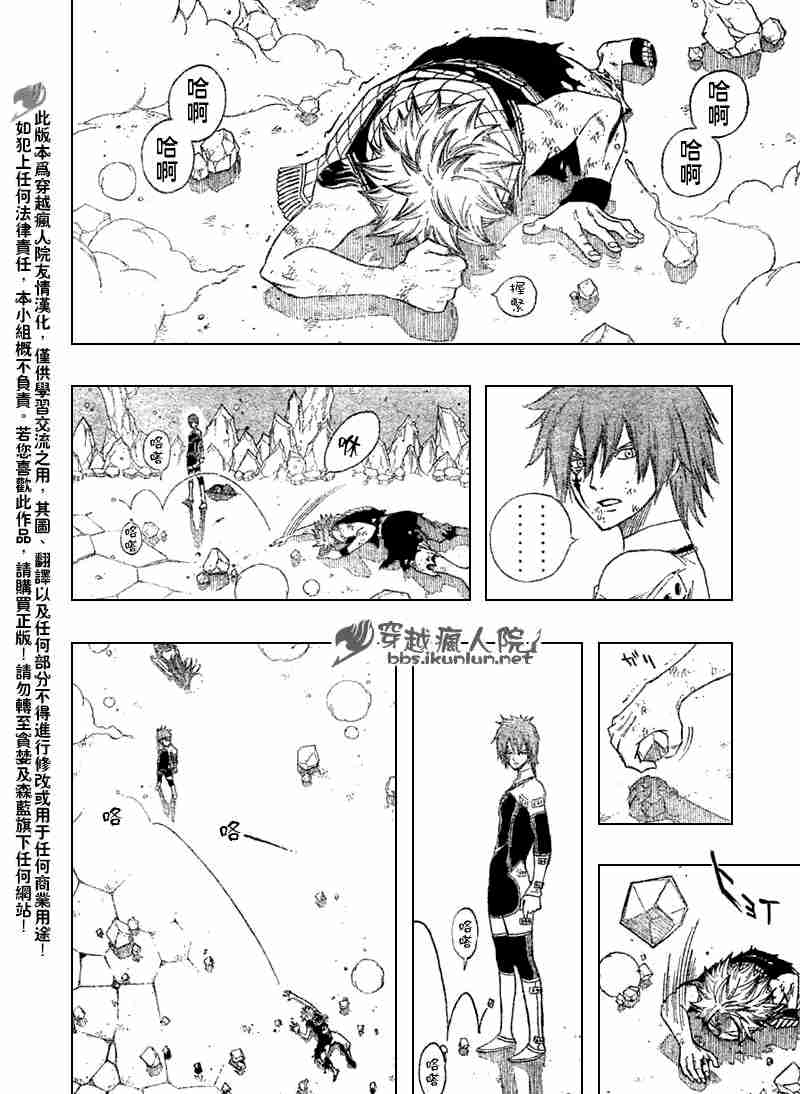 哈啊
哈啊
哈啊
哈啊
握緊
此版本爲穿越瘋人院友情漢化，僅供學習交流之用，其圖、翻譯以及任何部分不得進行修改或用于任何商業用途！
如犯上任何法律責任，本小組概不負責。若您喜歡此作品，請購買正版！請勿轉至貪婪及森藍旗下任何網站！
……
咻
喀嗒
喀嗒
穿越瘋人院
bbs.ikunlun.net
ガッ
ヒョイ
喀嗒
喀嗒
咯
咯